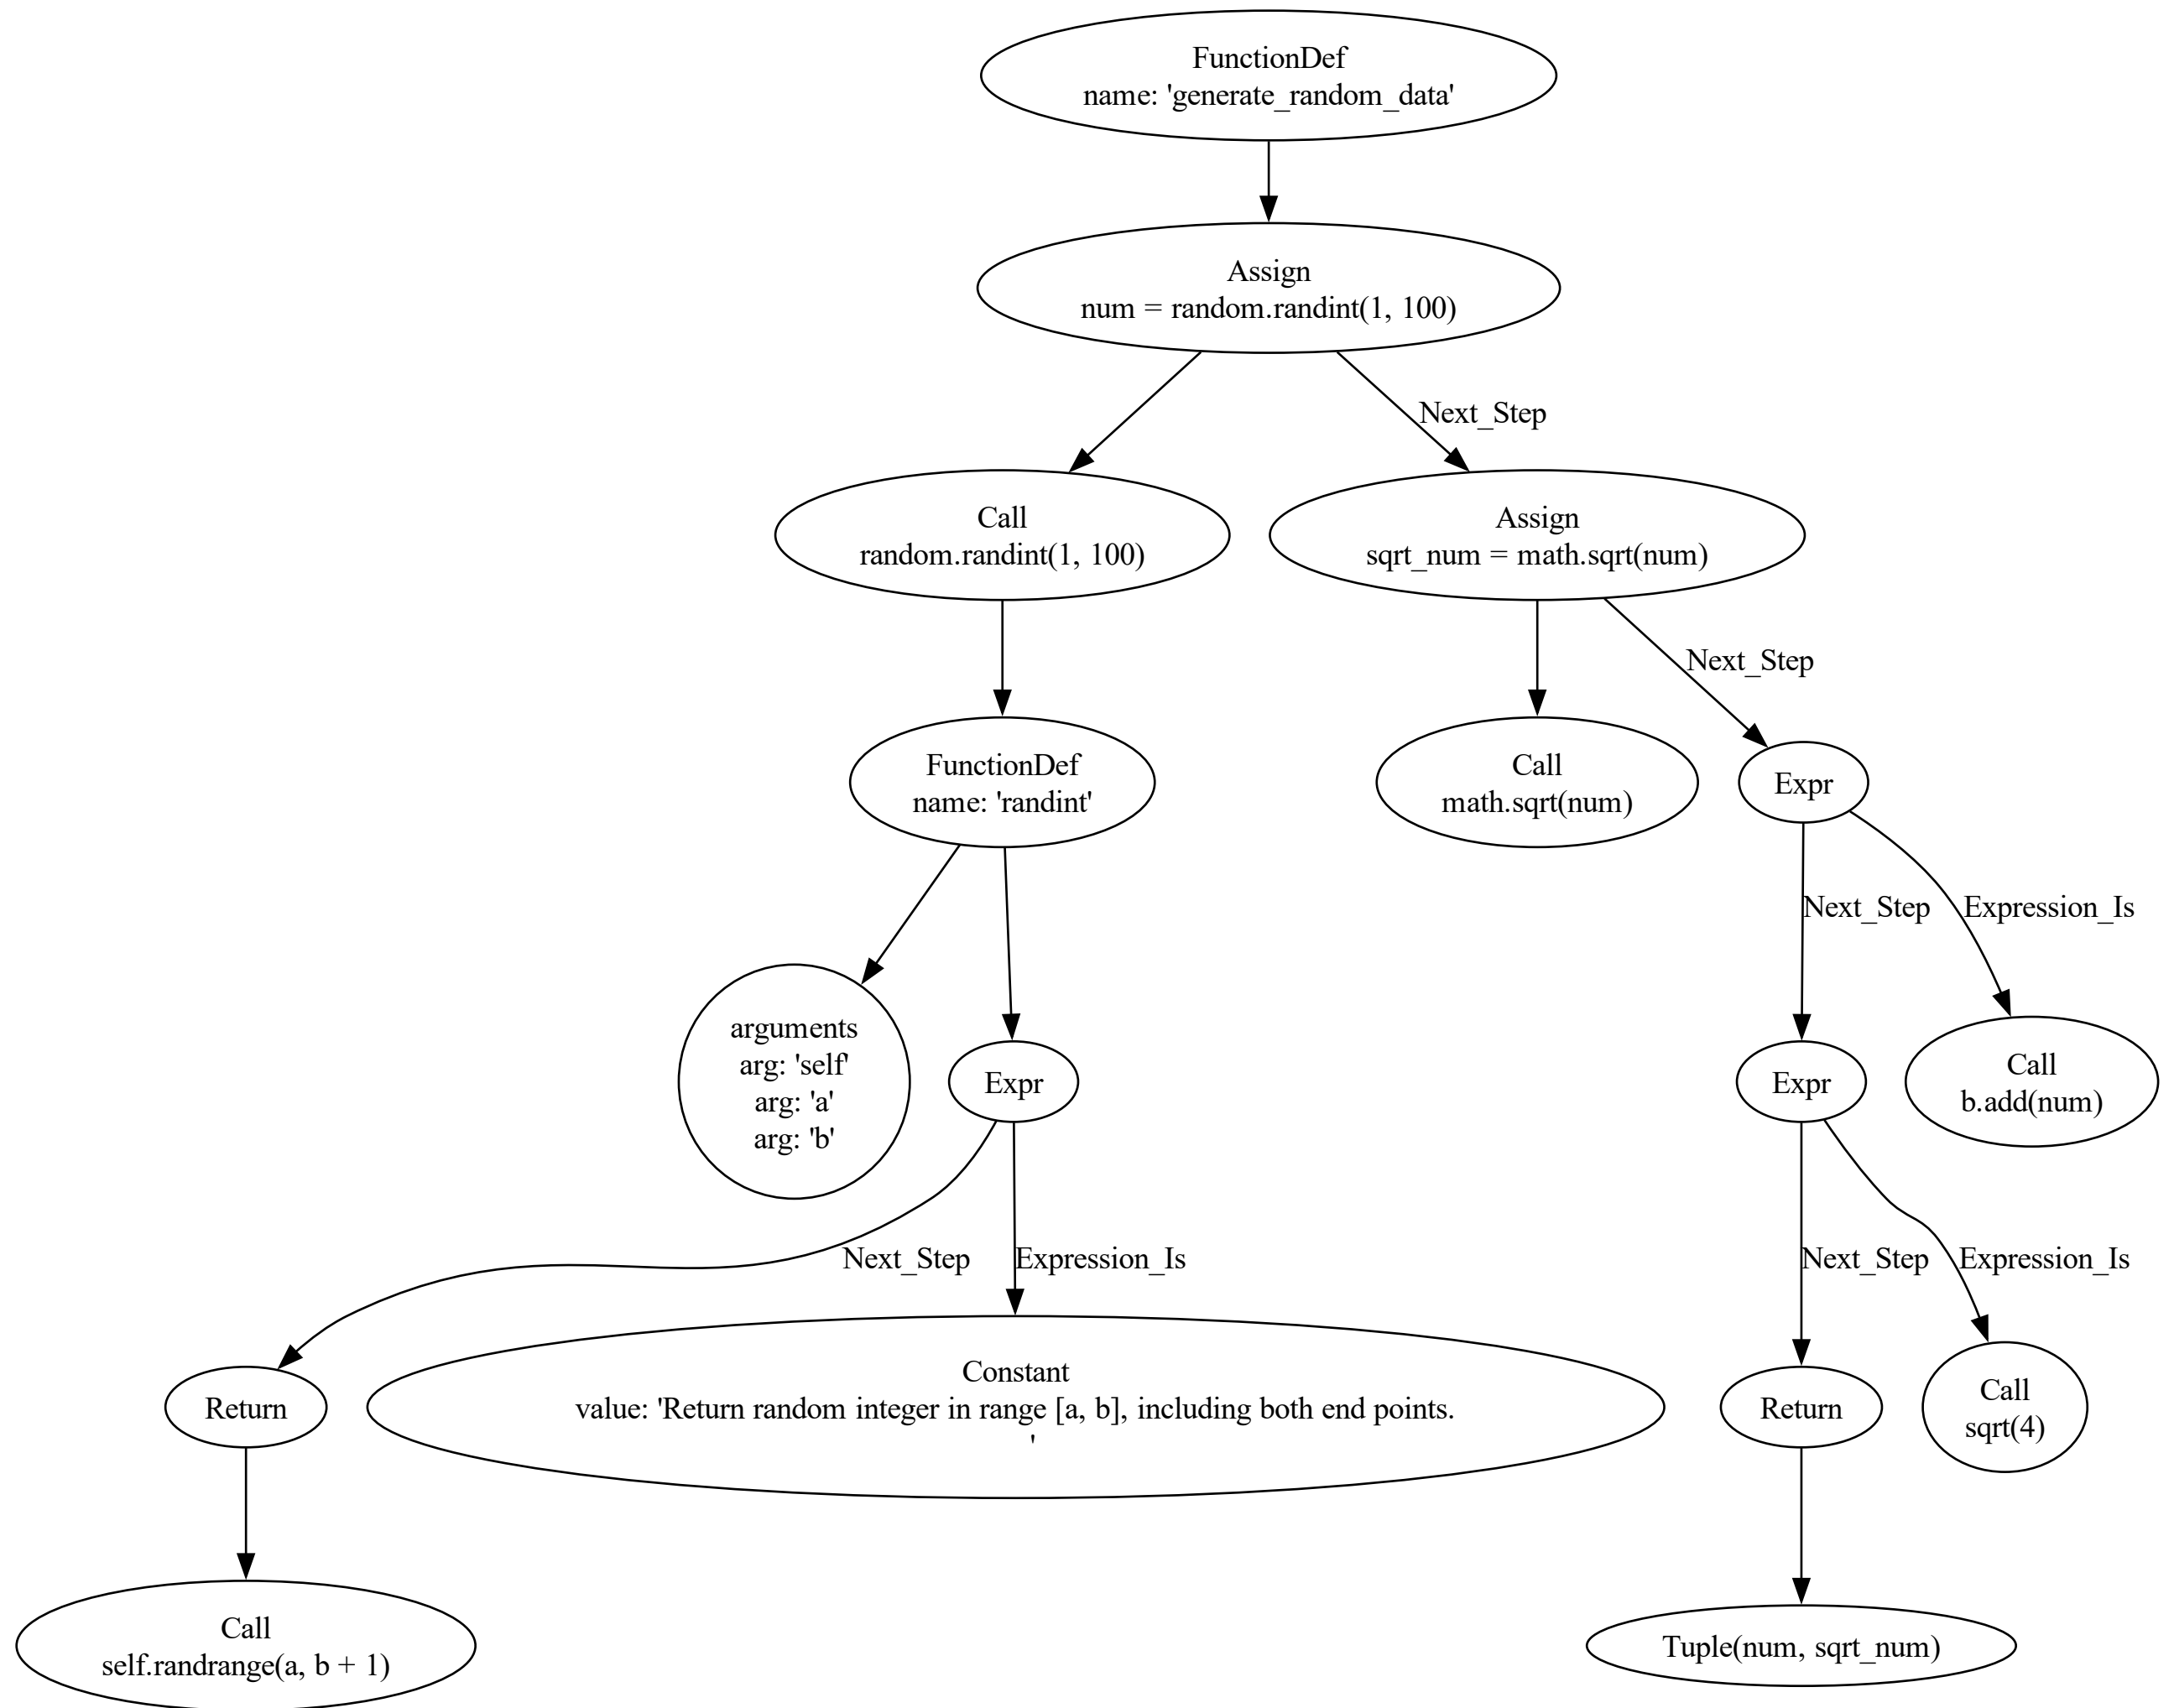 FunctionDef
name: 'generate_random_data'
Assign
num = random.randint(1, 100)
Next_Step
Call
random.randint(1, 100)
Assign
sqrt_num = math.sqrt(num)
Next_Step
FunctionDef
name: 'randint'
Call
math.sqrt(num)
Expr
Next_Step
Expression_Is
arguments
arg: 'self'
arg: 'a'
arg: 'b'
Expr
Expr
Call
b.add(num)
Next_Step
Expression_Is
Next_Step
Expression_Is
Return
Constant
value: 'Return random integer in range [a, b], including both end points.
'
Return
Call
sqrt(4)
Call
self.randrange(a, b + 1)
Tuple(num, sqrt_num)